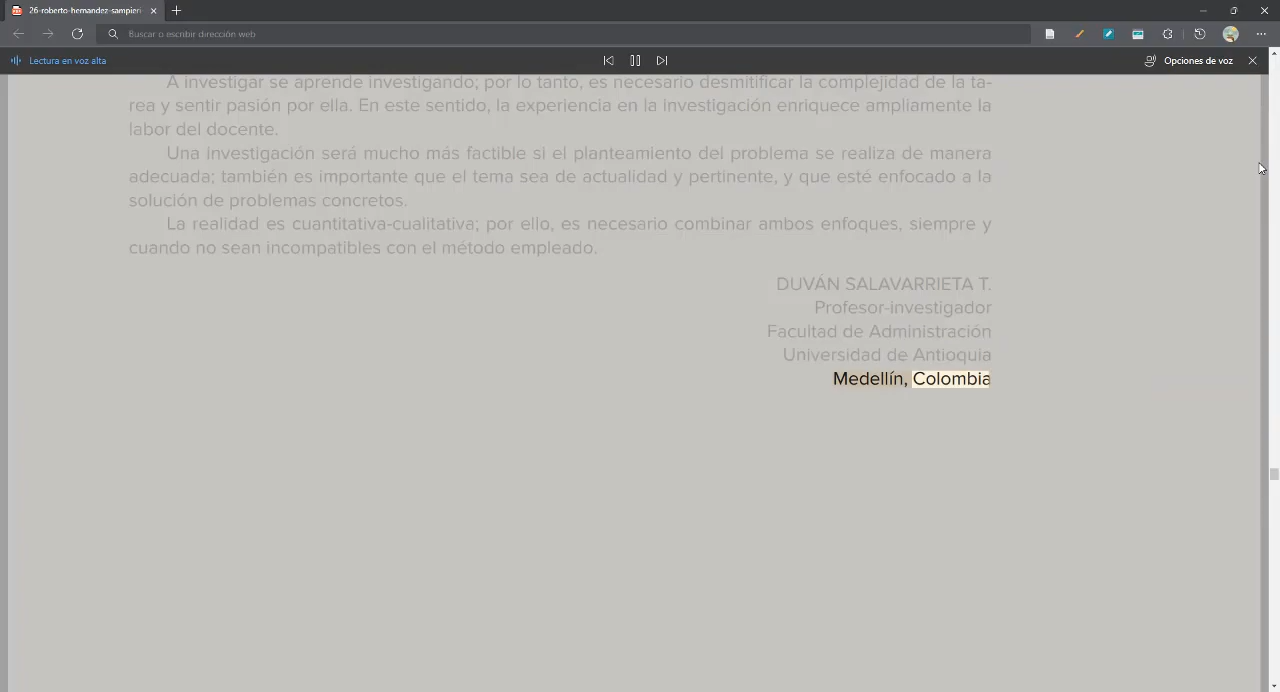 26-roberto-hernandez-sampieri
Buscar o escribir dirección web
Lectura en voz alta
Opciones de voz
A investigar se aprende investigando; por lo tanto, es necesario desmitificar la complejidad de la ta-
rea y sentir pasión por ella. En este sentido, la experiencia en la investigación enriquece ampliamente la
labor del docente.
Una investigación será mucho más factible si el planteamiento del problema se realiza de manera
adecuada; también es importante que el tema sea de actualidad y pertinente, y que esté enfocado a la
solución de problemas concretos.
La realidad es cuantitativa-cualitativa; por ello, es necesario combinar ambos enfoques, siempre y
cuando no sean incompatibles con el método empleado.
DUVÁN SALAVARRIETA T.
Profesor-investigador
Facultad de Administración
Universidad de Antioquia
Medellín, Colombia